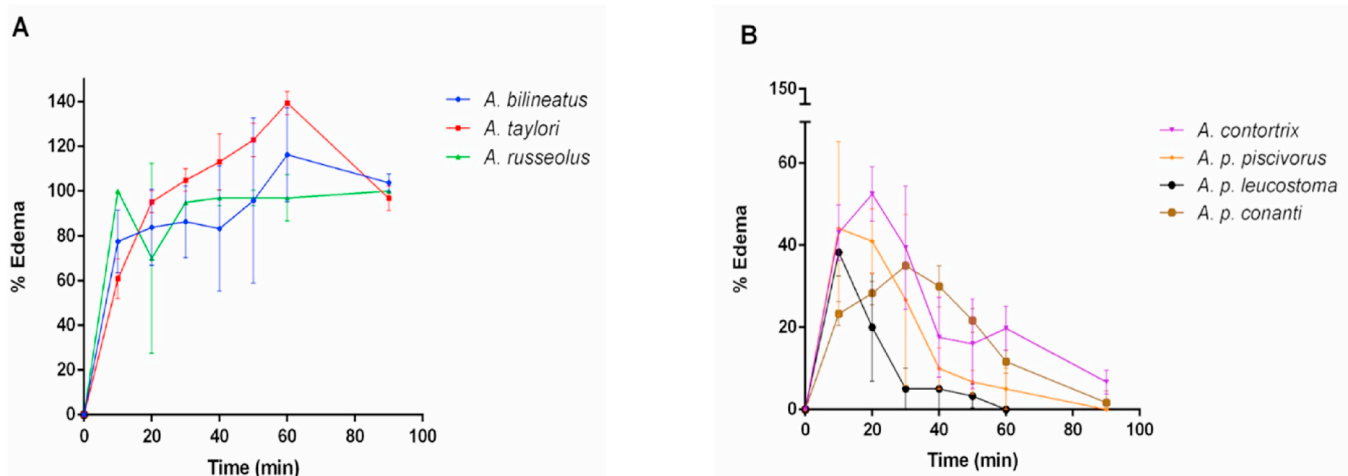 A
% Edema
140
120
100
80
60
40
20
0
0 20 40 60 80 100
Time (min)
A. bilineatus
A. taylori
A. russeolus
B
% Edema
150
60
40
20
0
0 20 40 60 80 100
Time (min)
A. contortrix
A. p. piscivorus
A. p. leucostoma
A. p. conanti